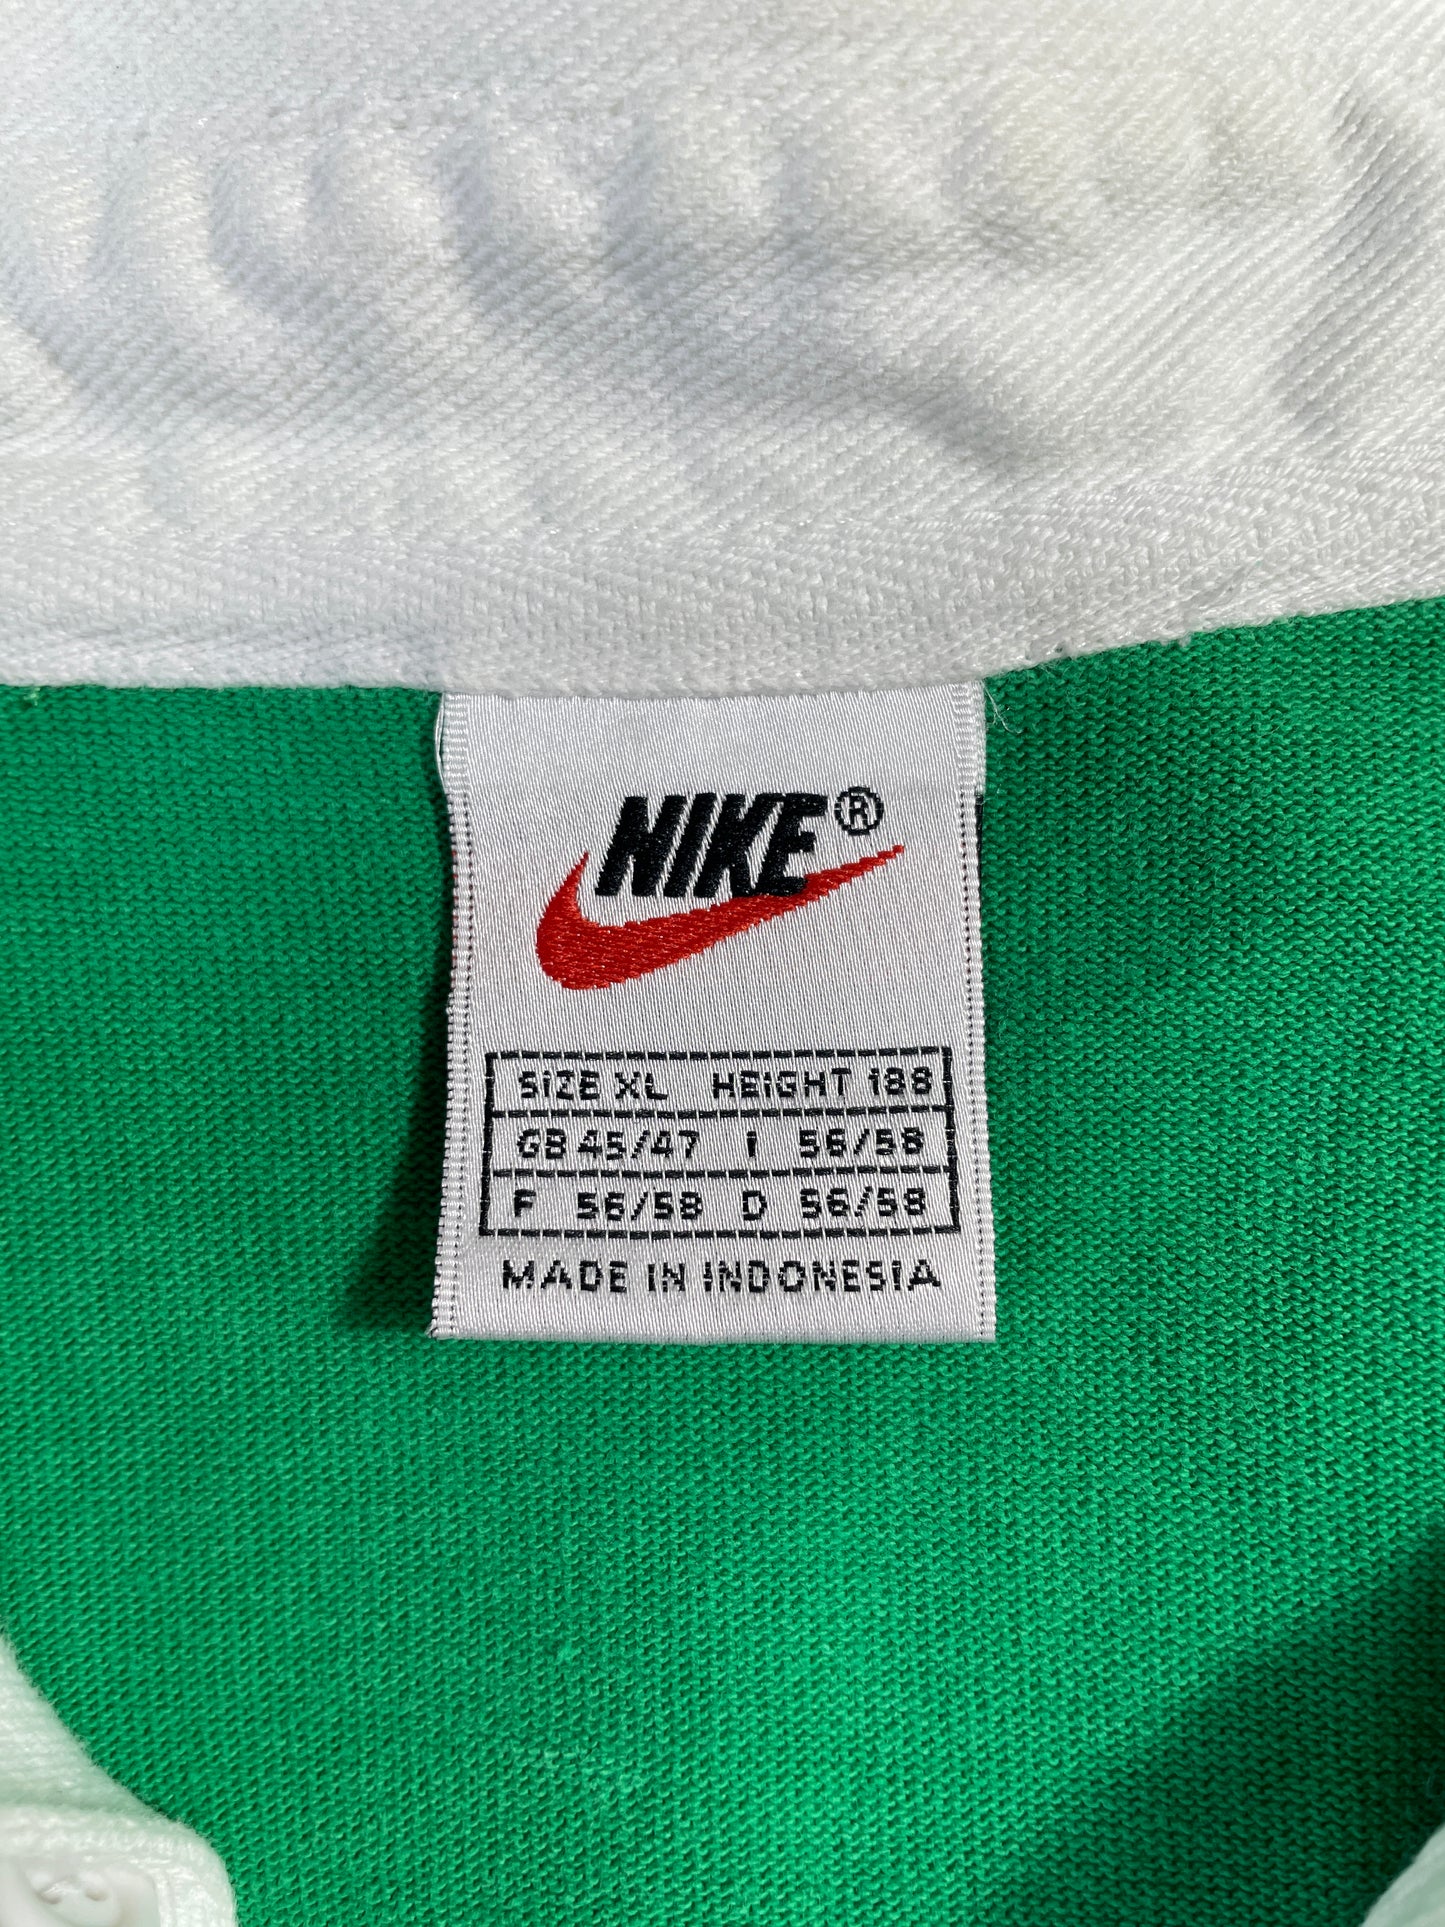 NIKE®
SIZE XL HEIGHT 188
GB 45/47 I 56/58
F 56/58 D 56/58
MADE IN INDONESIA